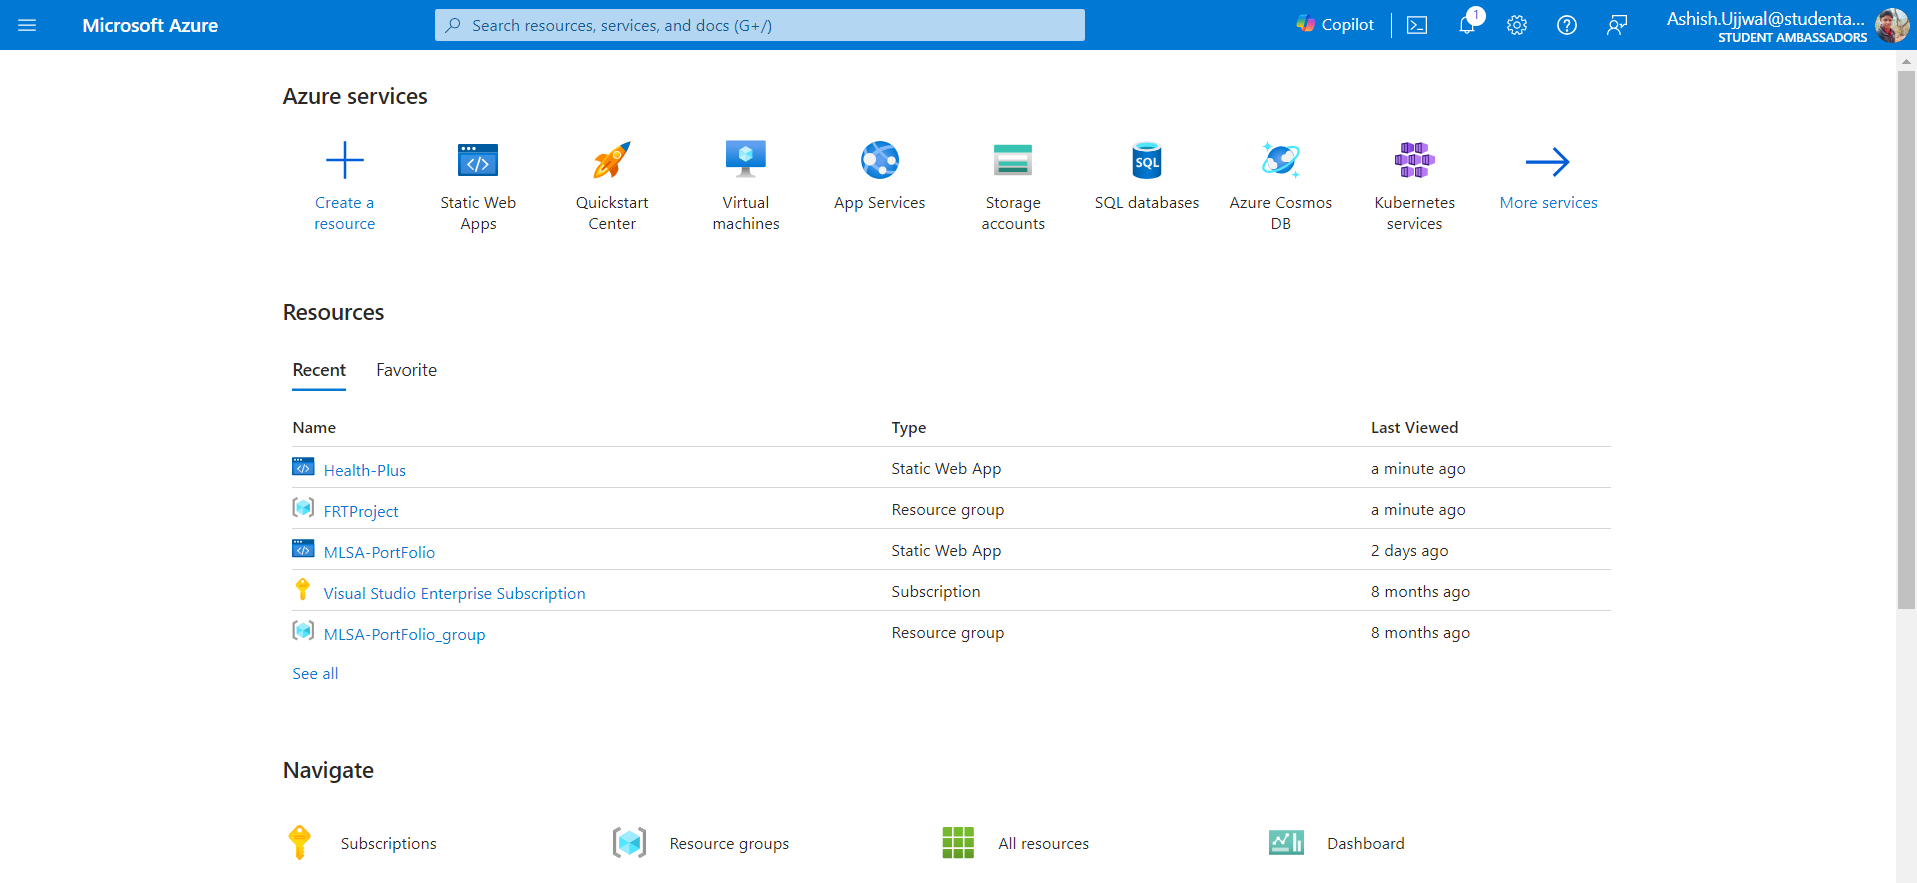 Microsoft Azure
Search resources, services, and docs (G+/)
Copilot
1
Ashish.Ujjwal@studenta...
STUDENT AMBASSADORS
Azure services
Create a resource
Static Web Apps
Quickstart Center
Virtual machines
App Services
Storage accounts
SQL
SQL databases
Azure Cosmos DB
Kubernetes services
More services
Resources
Recent Favorite
Name Type Last Viewed
Health-Plus Static Web App a minute ago
FRTProject Resource group a minute ago
MLSA-PortFolio Static Web App 2 days ago
Visual Studio Enterprise Subscription Subscription 8 months ago
MLSA-PortFolio_group Resource group 8 months ago
See all
Navigate
Subscriptions Resource groups All resources Dashboard